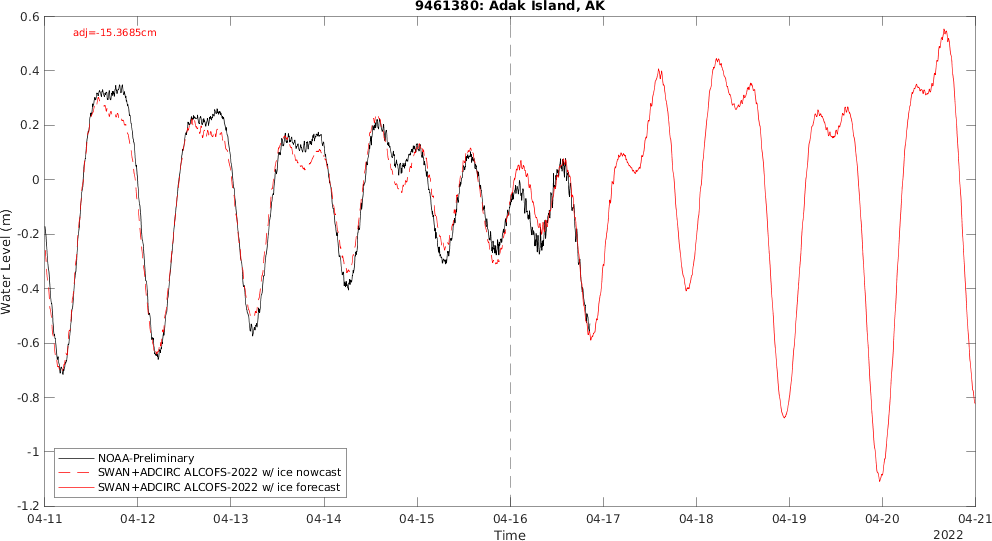 9461380: Adak Island, AK
adj=-15.3685cm
Water Level (m)
0.6
0.4
0.2
0
-0.2
-0.4
-0.6
-0.8
-1
-1.2
NOAA-Preliminary
SWAN+ADCIRC ALCOFS-2022 w/ ice nowcast
SWAN+ADCIRC ALCOFS-2022 w/ ice forecast
04-11 04-12 04-13 04-14 04-15 04-16 04-17 04-18 04-19 04-20 04-21
Time
2022